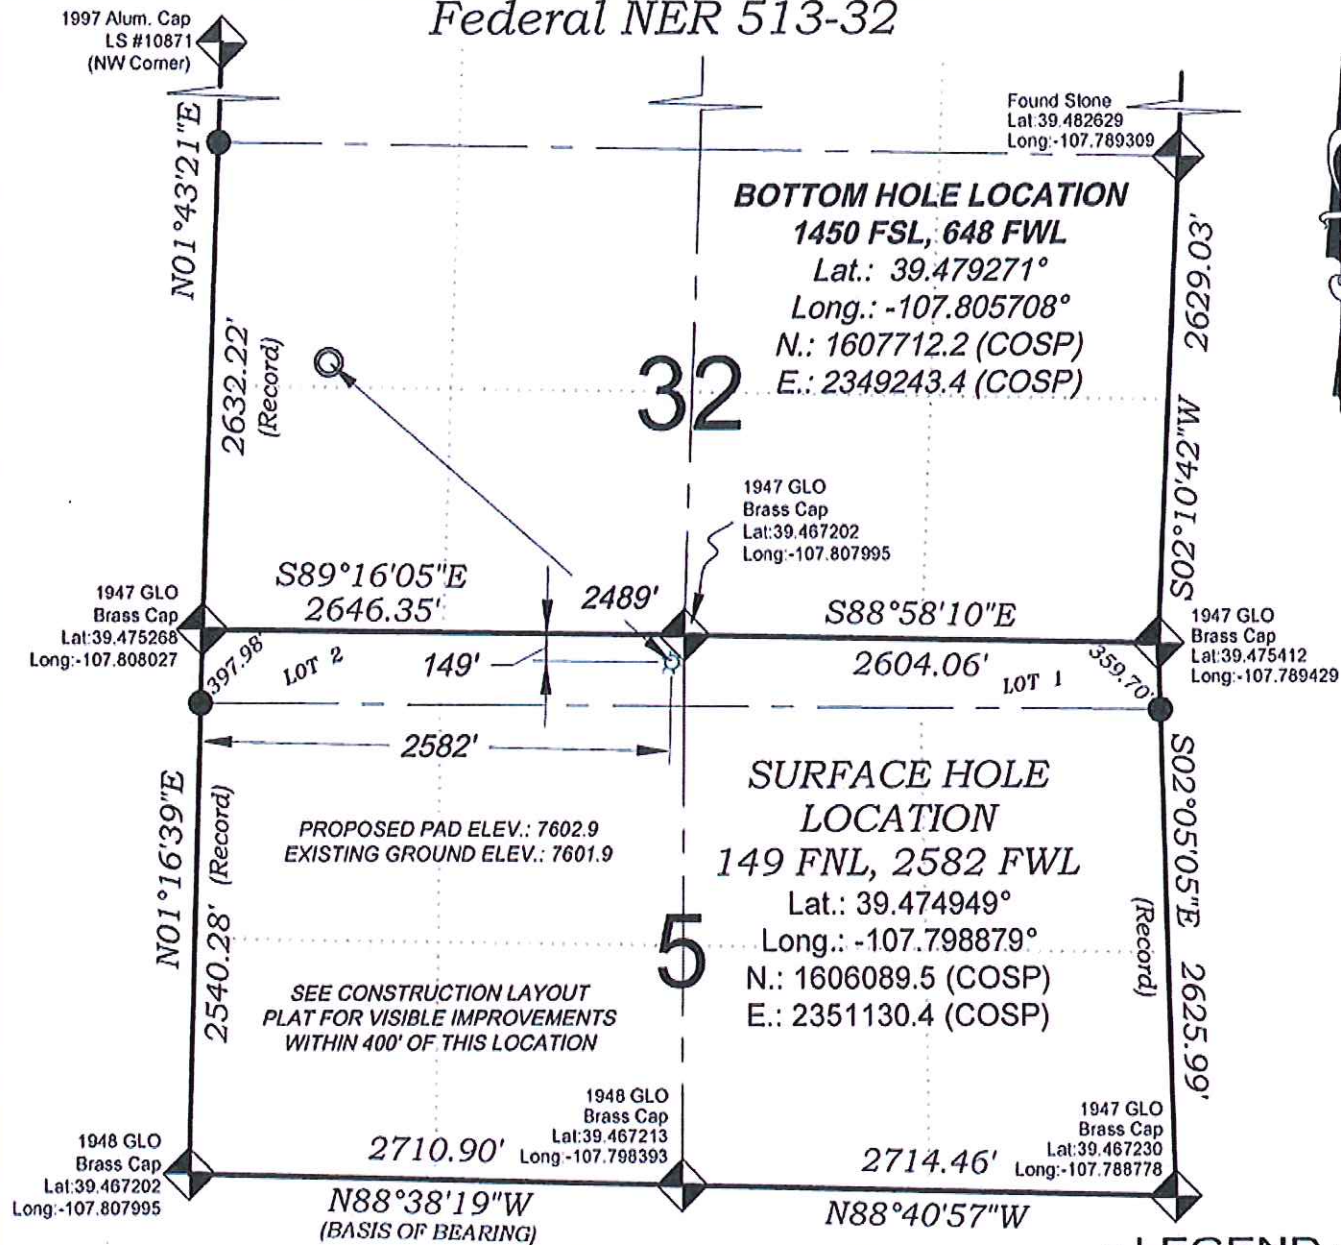 Federal NER 513-32
1997 Alum. Cap
LS #10871
(NW Corner)
Found Stone
Lat:39.482629
Long:-107.789309
N01°43'21"E
2632.22'
(Record)
BOTTOM HOLE LOCATION
1450 FSL, 648 FWL
Lat.: 39.479271°
Long.: -107.805708°
N.: 1607712.2 (COSP)
E.: 2349243.4 (COSP)
2629.03'
S02°10'42"W
32
1947 GLO
Brass Cap
Lat:39.467202
Long:-107.807995
S89°16'05"E
2646.35'
2489'
S88°58'10"E
2604.06'
1947 GLO
Brass Cap
Lat:39.475268
Long:-107.808027
1947 GLO
Brass Cap
Lat:39.475412
Long:-107.789429
397.98'
LOT 2
149'
LOT 1
359.70'
2582'
N01°16'39"E
2540.28' (Record)
PROPOSED PAD ELEV.: 7602.9
EXISTING GROUND ELEV.: 7601.9
SURFACE HOLE
LOCATION
149 FNL, 2582 FWL
Lat.: 39.474949°
Long.: -107.798879°
N.: 1606089.5 (COSP)
E.: 2351130.4 (COSP)
S02°05'05"E 2625.99'
(Record)
5
SEE CONSTRUCTION LAYOUT
PLAT FOR VISIBLE IMPROVEMENTS
WITHIN 400' OF THIS LOCATION
1948 GLO
Brass Cap
Lat:39.467202
Long:-107.807995
2710.90'
N88°38'19"W
(BASIS OF BEARING)
1948 GLO
Brass Cap
Lat:39.467213
Long:-107.798393
2714.46'
N88°40'57"W
1947 GLO
Brass Cap
Lat:39.467230
Long:-107.788778
LEGEND